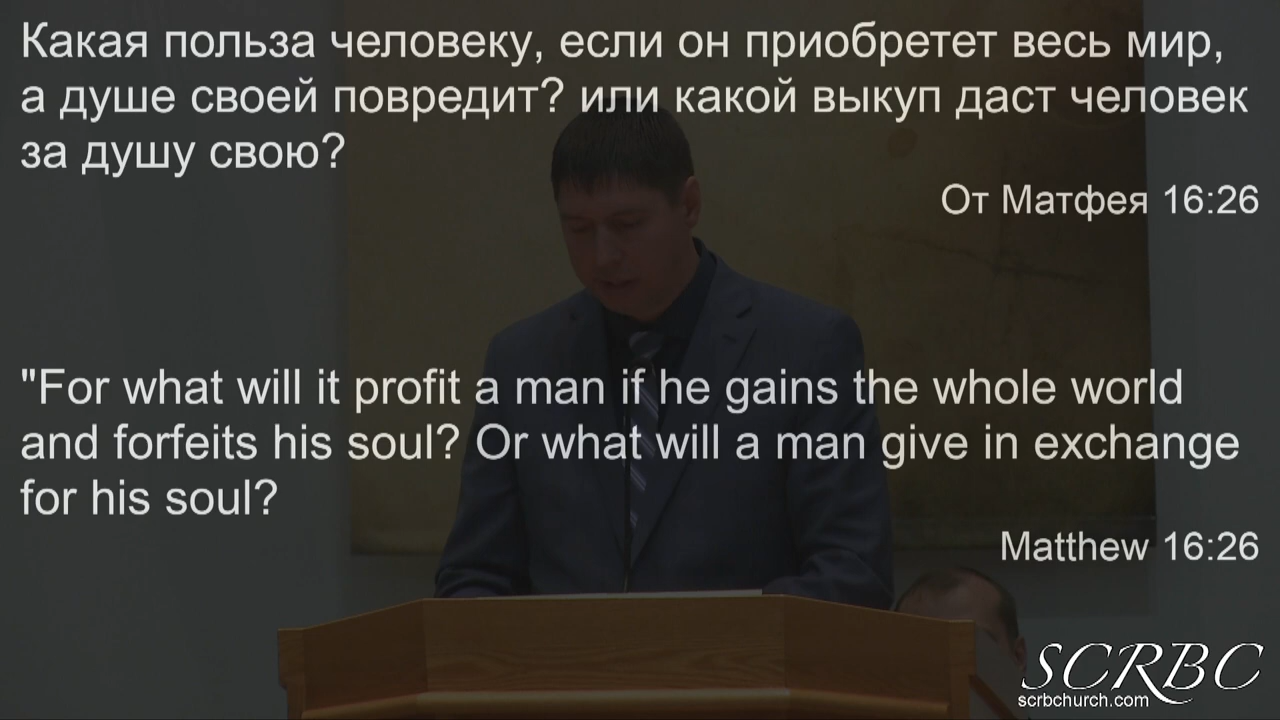 Какая польза человеку, если он приобретет весь мир,
а душе своей повредит? или какой выкуп даст человек
за душу свою?
От Матфея 16:26
"For what will it profit a man if he gains the whole world
and forfeits his soul? Or what will a man give in exchange
for his soul?
Matthew 16:26
SCRBC
scrbchurch.com